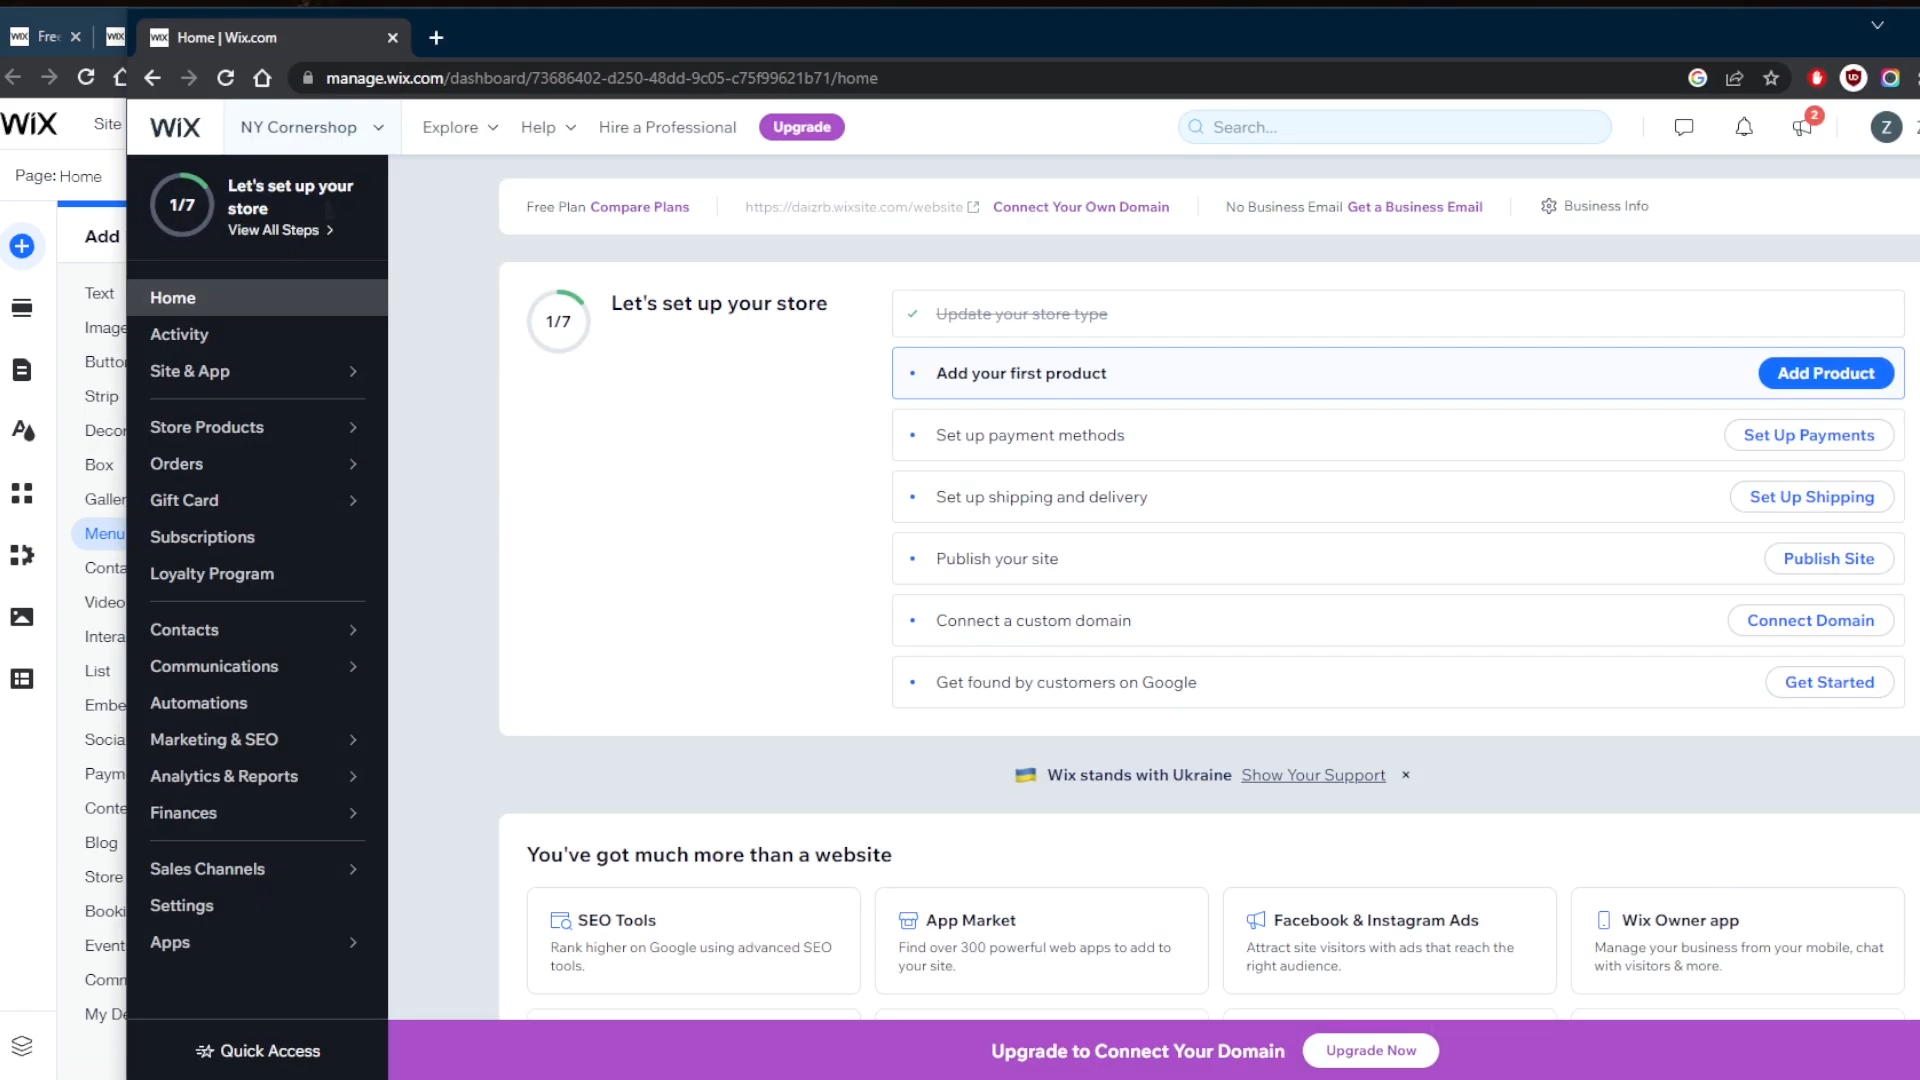 Home | Wix.com
manage.wix.com/dashboard/73686402-d250-48dd-9c05-c75f99621b71/home
WIX
Site
Page: Home
Add
Text
Image
Strip
Box
Menu
Video
List
Blog
Store
WIX
NY Cornershop
Explore
Help
Hire a Professional
Upgrade
Search...
2
Z
1/7
Let's set up your
store
View All Steps
Home
Activity
Site & App
Store Products
Orders
Gift Card
Subscriptions
Loyalty Program
Contacts
Communications
Automations
Marketing & SEO
Analytics & Reports
Finances
Sales Channels
Settings
Apps
Quick Access
Free Plan Compare Plans
https://daizrb.wixsite.com/website
Connect Your Own Domain
No Business Email Get a Business Email
Business Info
1/7
Let's set up your store
Update your store type
Add your first product
Add Product
Set up payment methods
Set Up Payments
Set up shipping and delivery
Set Up Shipping
Publish your site
Publish Site
Connect a custom domain
Connect Domain
Get found by customers on Google
Get Started
Wix stands with Ukraine Show Your Support
You've got much more than a website
SEO Tools
Rank higher on Google using advanced SEO
tools.
App Market
Find over 300 powerful web apps to add to
your site.
Facebook & Instagram Ads
Attract site visitors with ads that reach the
right audience.
Wix Owner app
Manage your business from your mobile, chat
with visitors & more.
Upgrade to Connect Your Domain
Upgrade Now